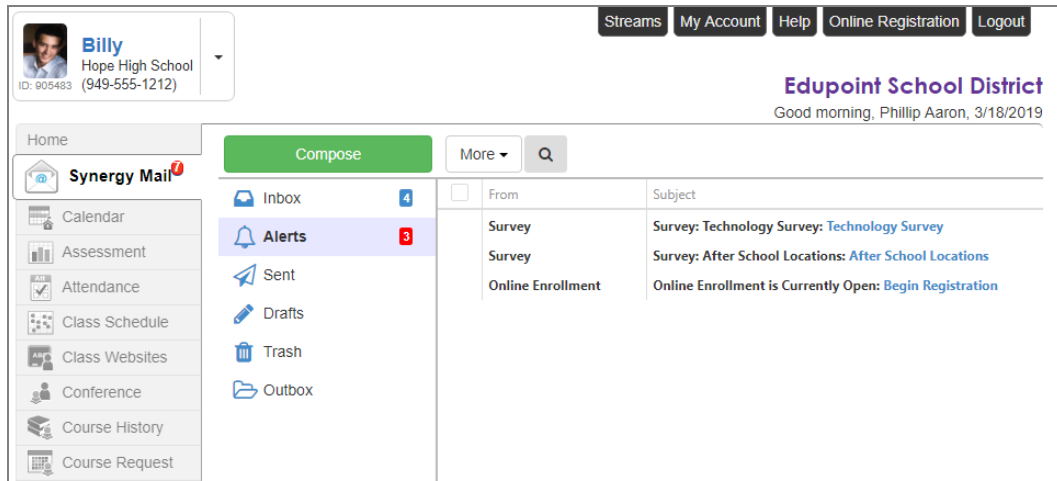 Streams My Account Help Online Registration Logout
Billy
Hope High School
(949-555-1212)
ID: 905483
Edupoint School District
Good morning, Phillip Aaron, 3/18/2019
Home
Synergy Mail 7
Calendar
Assessment
Attendance
Class Schedule
Class Websites
Conference
Course History
Course Request
Compose
More
Inbox 4
Alerts 3
Sent
Drafts
Trash
Outbox
From Subject
Survey Survey: Technology Survey: Technology Survey
Survey Survey: After School Locations: After School Locations
Online Enrollment Online Enrollment is Currently Open: Begin Registration